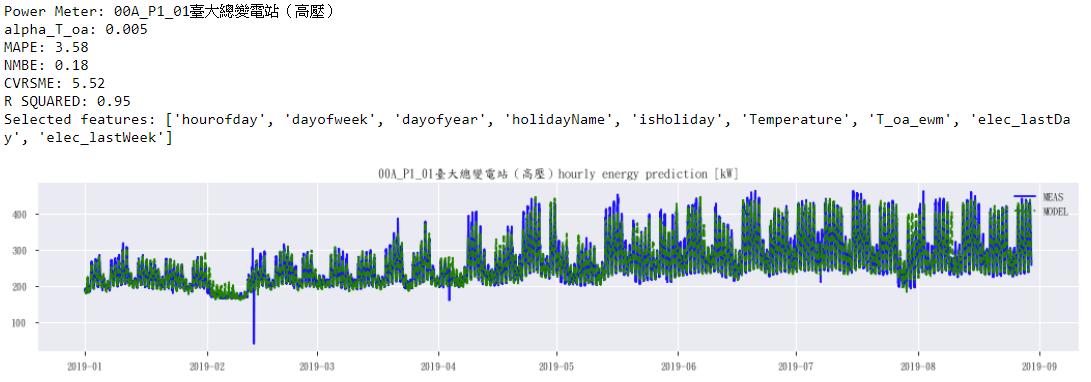 Power Meter: 00A_P1_01臺大總變電站（高壓）
alpha_T_oa: 0.005
MAPE: 3.58
NMBE: 0.18
CVRSME: 5.52
R SQUARED: 0.95
Selected features: ['hourofday', 'dayofweek', 'dayofyear', 'holidayName', 'isHoliday', 'Temperature', 'T_oa_ewm', 'elec_lastDa
y', 'elec_lastWeek']
00A_P1_01臺大總變電站（高壓）hourly energy prediction [kW]
MEAS
MODEL
400
300
200
100
2019-01 2019-02 2019-03 2019-04 2019-05 2019-06 2019-07 2019-08 2019-09